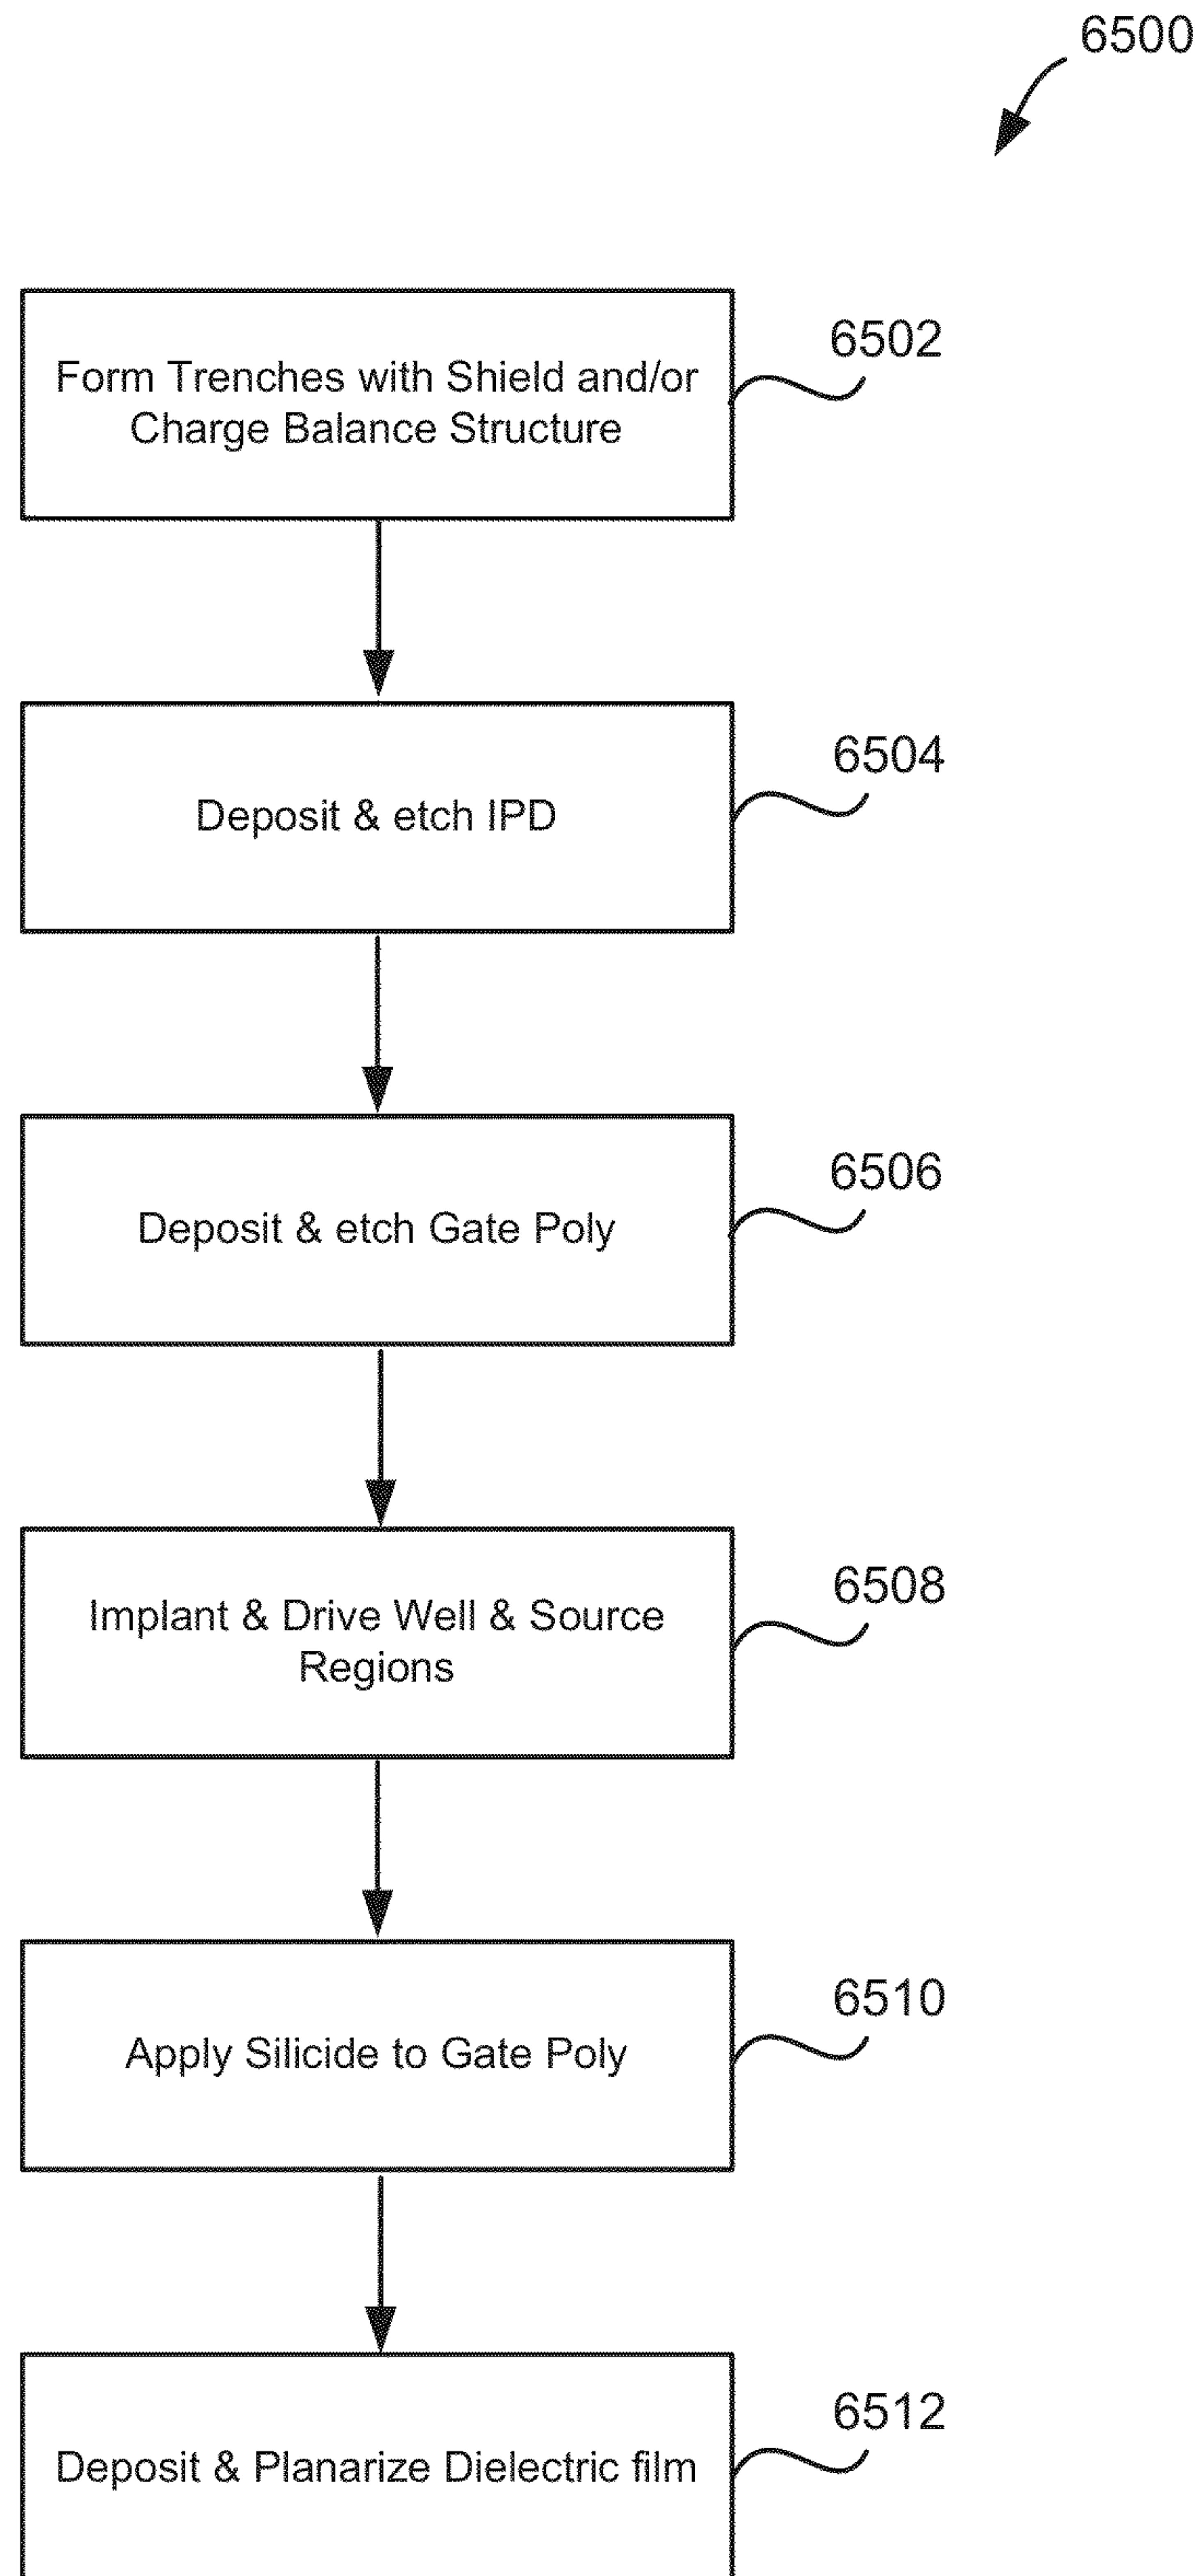 6500
Form Trenches with Shield and/or
Charge Balance Structure
6502
Deposit & etch IPD
6504
Deposit & etch Gate Poly
6506
Implant & Drive Well & Source
Regions
6508
Apply Silicide to Gate Poly
6510
Deposit & Planarize Dielectric film
6512